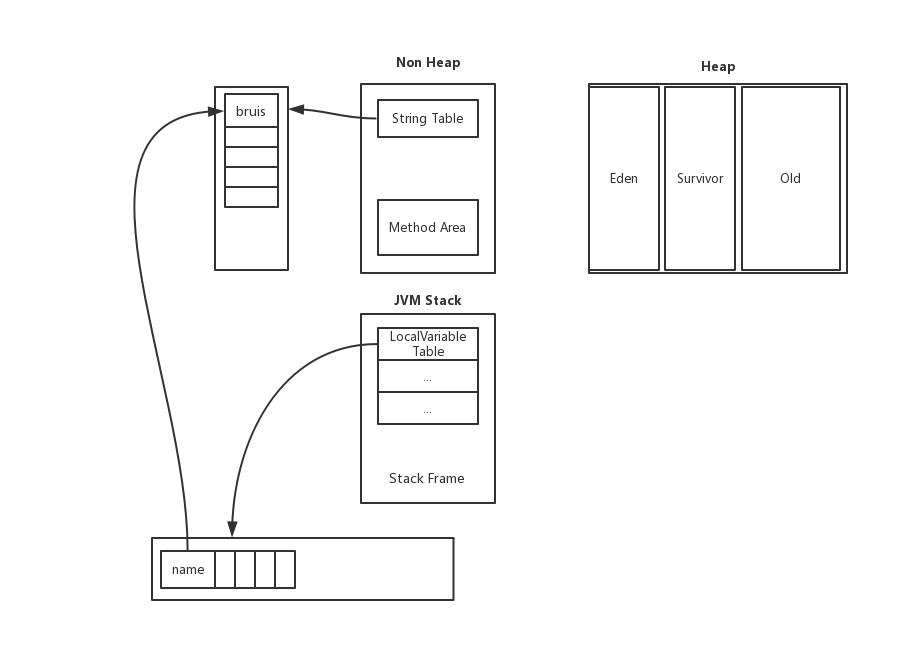 Non Heap
Heap
bruis
String Table
Eden
Survivor
Old
Method Area
JVM Stack
LocalVariable
Table
...
...
Stack Frame
name